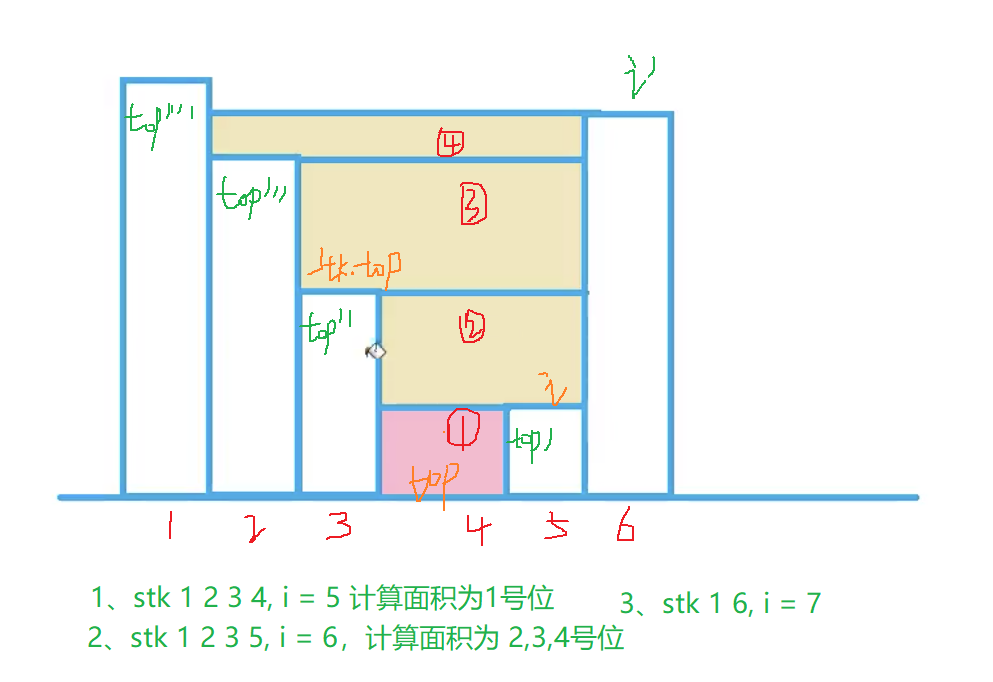 i'
top''''
④
top'''
③
stk.top
top''
②
i
①
top'
top
1 2 3 4 5 6
1、stk 1 2 3 4, i = 5 计算面积为1号位
3、stk 1 6, i = 7
2、stk 1 2 3 5, i = 6，计算面积为 2,3,4号位